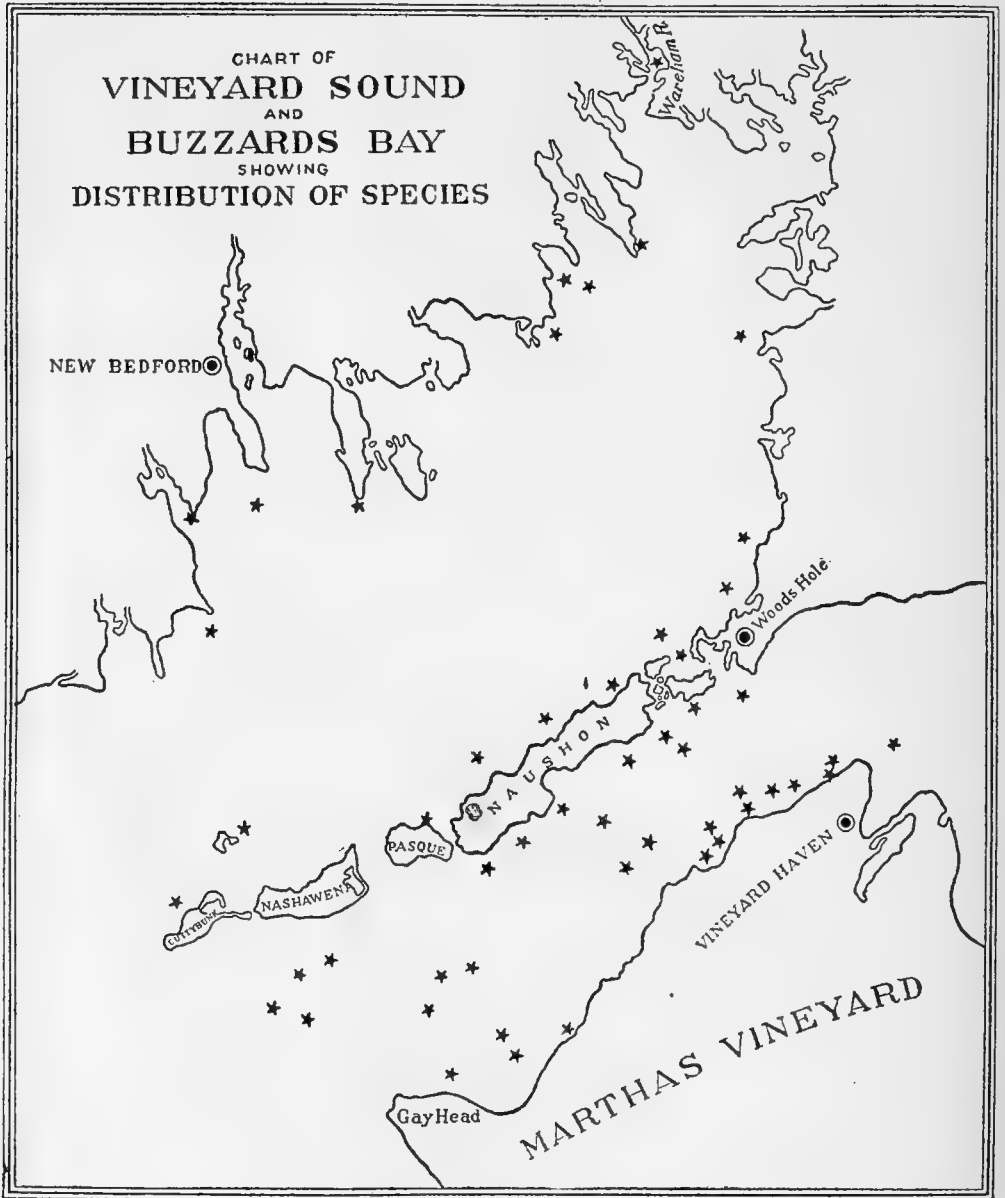 CHART OF
VINEYARD SOUND
AND
BUZZARDS BAY
SHOWING
DISTRIBUTION OF SPECIES
Wareham R.
NEW BEDFORD
Woods Hole
NAUSHON
PASQUE
NASHAWENA
CUTTYHUNK
VINEYARD HAVEN
MARTHAS VINEYARD
Gay Head